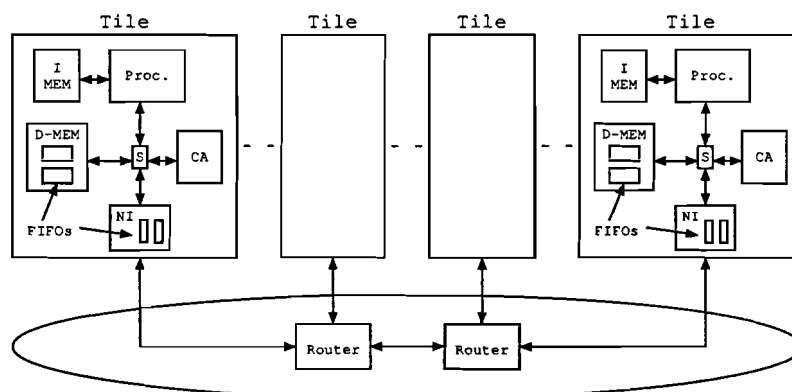 Tile
Tile
Tile
Tile
I
MEM
Proc.
D-MEM
S
CA
NI
FIFOs
I
MEM
Proc.
D-MEM
S
CA
NI
FIFOs
Router
Router